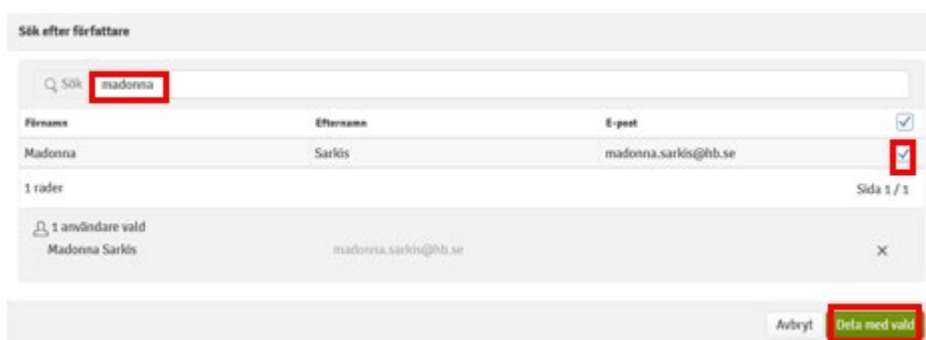 Sök efter författare
Sök madonna
Förnamn Efternamn E-post
Madonna Sarkis madonna.sarkis@hb.se
1 rader Sida 1 / 1
1 användare vald
Madonna Sarkis madonna.sarkis@hb.se
Avbryt Dela med vald